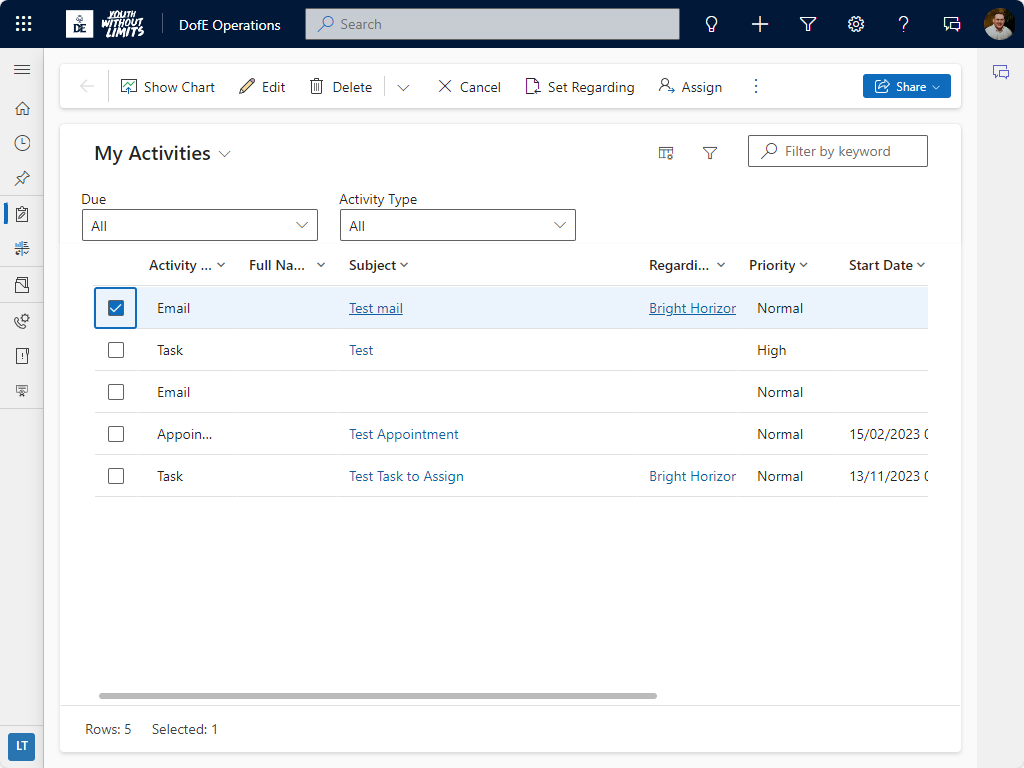 DE YOUTH WITHOUT LIMITS DofE Operations Search
Show Chart Edit Delete Cancel Set Regarding Assign Share
My Activities Filter by keyword
Due Activity Type
All All
Activity ... Full Na... Subject Regardi... Priority Start Date
Email Test mail Bright Horizor Normal
Task Test High
Email Normal
Appoin... Test Appointment Normal 15/02/2023 0
Task Test Task to Assign Bright Horizor Normal 13/11/2023 0
Rows: 5 Selected: 1
LT